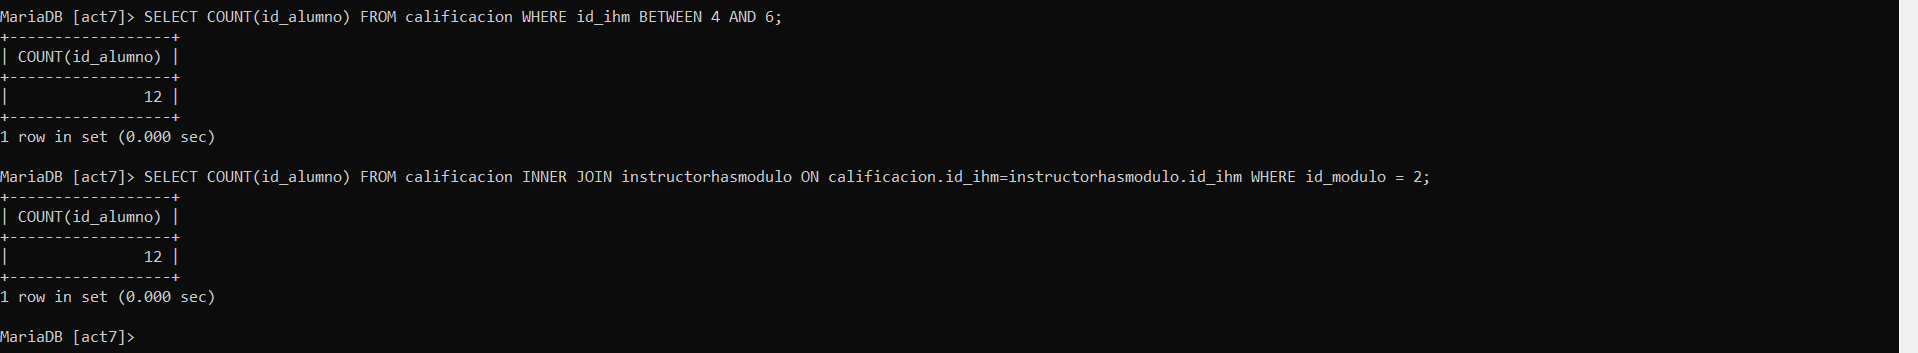 MariaDB [act7]> SELECT COUNT(id_alumno) FROM calificacion WHERE id_ihm BETWEEN 4 AND 6;
+------------------+
| COUNT(id_alumno) |
+------------------+
|               12 |
+------------------+
1 row in set (0.000 sec)
MariaDB [act7]> SELECT COUNT(id_alumno) FROM calificacion INNER JOIN instructorhasmodulo ON calificacion.id_ihm=instructorhasmodulo.id_ihm WHERE id_modulo = 2;
+------------------+
| COUNT(id_alumno) |
+------------------+
|               12 |
+------------------+
1 row in set (0.000 sec)
MariaDB [act7]>